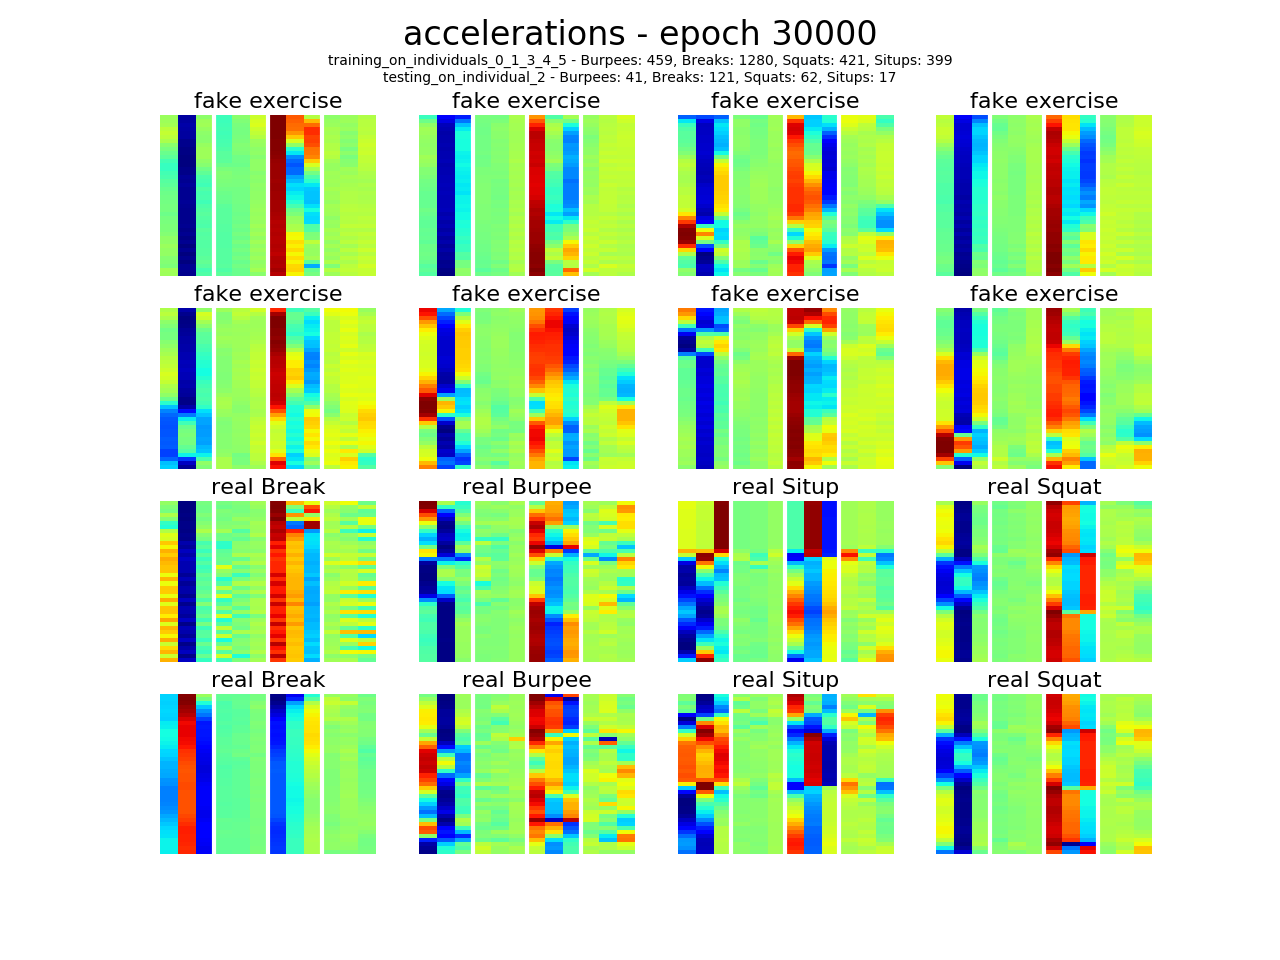 accelerations - epoch 30000
training_on_individuals_0_1_3_4_5 - Burpees: 459, Breaks: 1280, Squats: 421, Situps: 399
testing_on_individual_2 - Burpees: 41, Breaks: 121, Squats: 62, Situps: 17
fake exercise fake exercise fake exercise fake exercise
fake exercise fake exercise fake exercise fake exercise
real Break real Burpee real Situp real Squat
real Break real Burpee real Situp real Squat